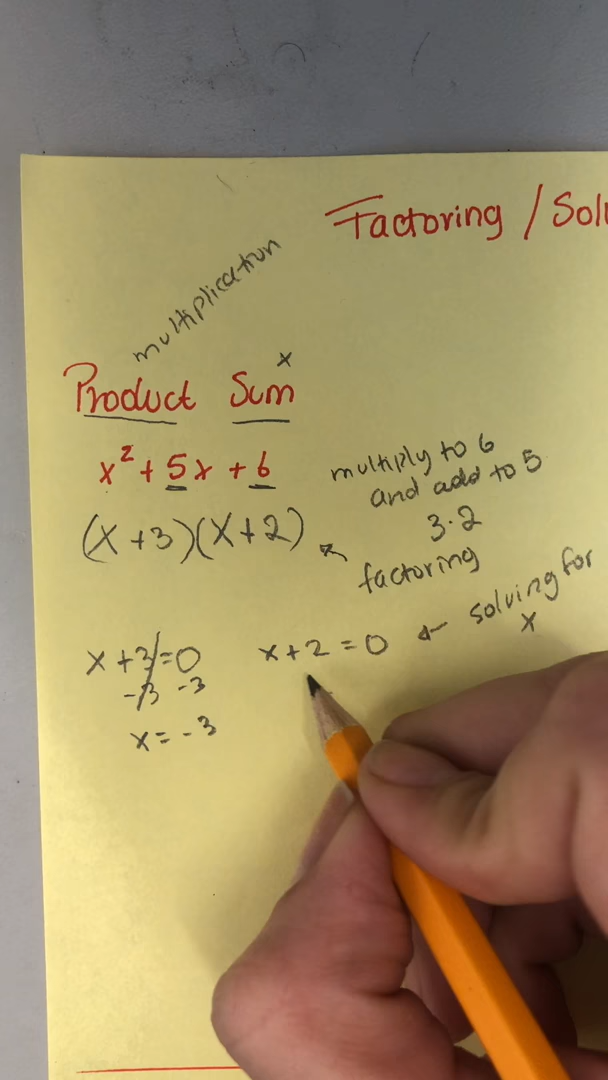 Factoring / Solu
multiplication
x
Product Sum
x² + 5x + 6
multiply to 6
and add to 5
3·2
(x + 3)(x + 2)
factoring
solving for
x
x + 3 = 0
-3 -3
x = -3
x + 2 = 0